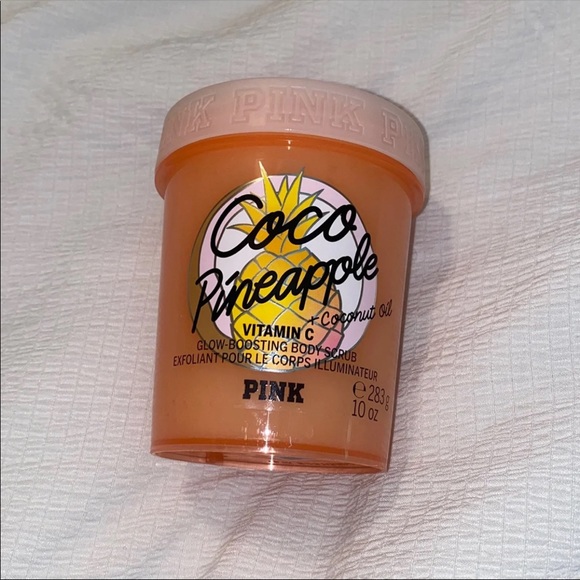 NK PINK P
Coco
Pineapple
+ Coconut Oil
VITAMIN C
GLOW-BOOSTING BODY SCRUB
EXFOLIANT POUR LE CORPS ILLUMINATEUR
PINK
℮ 283 g
10 oz